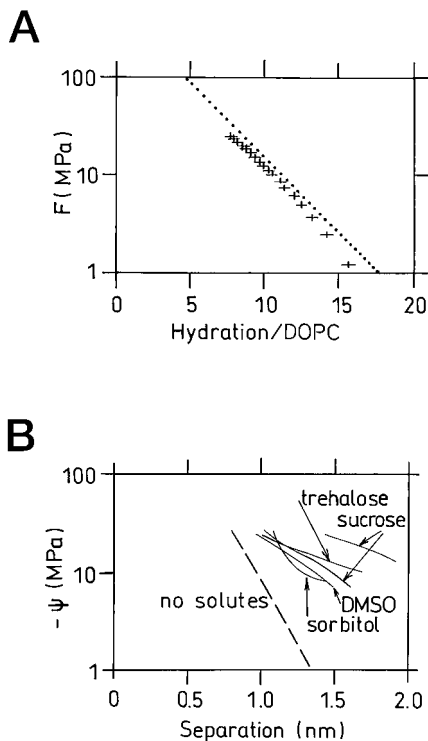 A
100
10
1
F (MPa)
0 5 10 15 20
Hydration/DOPC
B
100
10
1
- ψ (MPa)
trehalose
sucrose
no solutes
DMSO
sorbitol
0 0.5 1.0 1.5 2.0
Separation (nm)